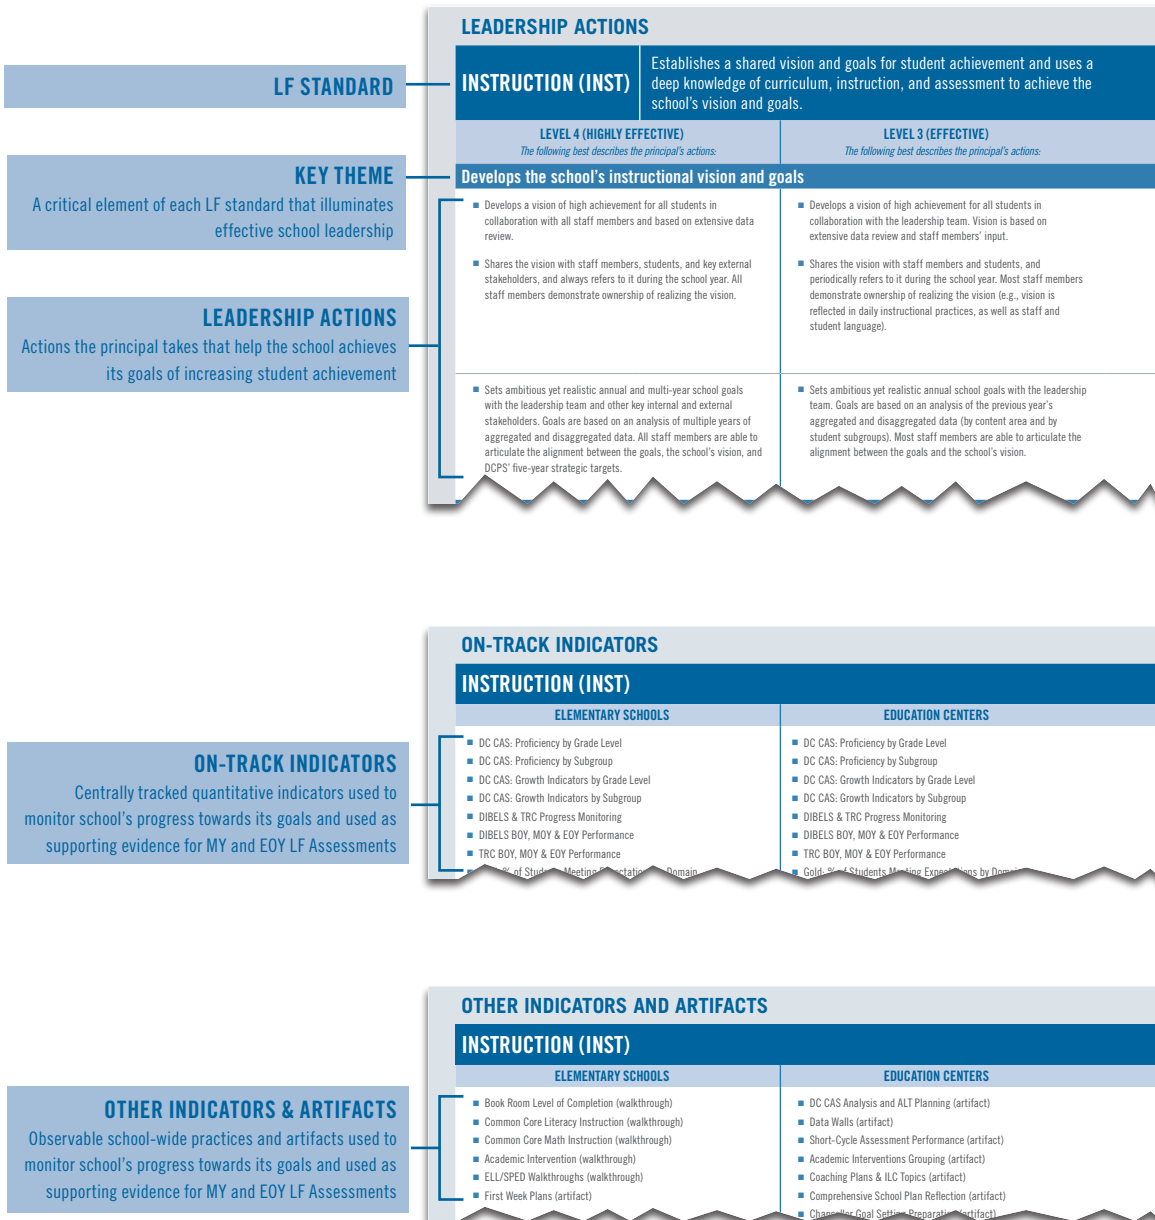 LEADERSHIP ACTIONS
LF STANDARD
INSTRUCTION (INST)
Establishes a shared vision and goals for student achievement and uses a
deep knowledge of curriculum, instruction, and assessment to achieve the
school's vision and goals.
LEVEL 4 (HIGHLY EFFECTIVE)
The following best describes the principal's actions:
LEVEL 3 (EFFECTIVE)
The following best describes the principal's actions:
KEY THEME
A critical element of each LF standard that illuminates
effective school leadership
Develops the school's instructional vision and goals
LEADERSHIP ACTIONS
Actions the principal takes that help the school achieves
its goals of increasing student achievement
■ Develops a vision of high achievement for all students in
collaboration with all staff members and based on extensive data
review.
■ Shares the vision with staff members, students, and key external
stakeholders, and always refers to it during the school year. All
staff members demonstrate ownership of realizing the vision.
■ Develops a vision of high achievement for all students in
collaboration with the leadership team. Vision is based on
extensive data review and staff members' input.
■ Shares the vision with staff members and students, and
periodically refers to it during the school year. Most staff members
demonstrate ownership of realizing the vision (e.g., vision is
reflected in daily instructional practices, as well as staff and
student language).
■ Sets ambitious yet realistic annual and multi-year school goals
with the leadership team and other key internal and external
stakeholders. Goals are based on an analysis of multiple years of
aggregated and disaggregated data. All staff members are able to
articulate the alignment between the goals, the school's vision, and
DCPS' five-year strategic targets.
■ Sets ambitious yet realistic annual school goals with the leadership
team. Goals are based on an analysis of the previous year's
aggregated and disaggregated data (by content area and by
student subgroups). Most staff members are able to articulate the
alignment between the goals and the school's vision.
ON-TRACK INDICATORS
INSTRUCTION (INST)
ON-TRACK INDICATORS
Centrally tracked quantitative indicators used to
monitor school's progress towards its goals and used as
supporting evidence for MY and EOY LF Assessments
ELEMENTARY SCHOOLS
■ DC CAS: Proficiency by Grade Level
■ DC CAS: Proficiency by Subgroup
■ DC CAS: Growth Indicators by Grade Level
■ DC CAS: Growth Indicators by Subgroup
■ DIBELS & TRC Progress Monitoring
■ DIBELS BOY, MOY & EOY Performance
■ TRC BOY, MOY & EOY Performance
% of Meeting Domain
EDUCATION CENTERS
■ DC CAS: Proficiency by Grade Level
■ DC CAS: Proficiency by Subgroup
■ DC CAS: Growth Indicators by Grade Level
■ DC CAS: Growth Indicators by Subgroup
■ DIBELS & TRC Progress Monitoring
■ DIBELS BOY, MOY & EOY Performance
■ TRC BOY, MOY & EOY Performance
■ Gold: % of Students Meeting by
OTHER INDICATORS AND ARTIFACTS
INSTRUCTION (INST)
OTHER INDICATORS & ARTIFACTS
Observable school-wide practices and artifacts used to
monitor school's progress towards its goals and used as
supporting evidence for MY and EOY LF Assessments
ELEMENTARY SCHOOLS
■ Book Room Level of Completion (walkthrough)
■ Common Core Literacy Instruction (walkthrough)
■ Common Core Math Instruction (walkthrough)
■ Academic Intervention (walkthrough)
■ ELL/SPED Walkthroughs (walkthrough)
■ First Week Plans (artifact)
EDUCATION CENTERS
■ DC CAS Analysis and ALT Planning (artifact)
■ Data Walls (artifact)
■ Short-Cycle Assessment Performance (artifact)
■ Academic Interventions Grouping (artifact)
■ Coaching Plans & ILC Topics (artifact)
■ Comprehensive School Plan Reflection (artifact)
■ Chancellor Goal Setting Preparation (artifact)